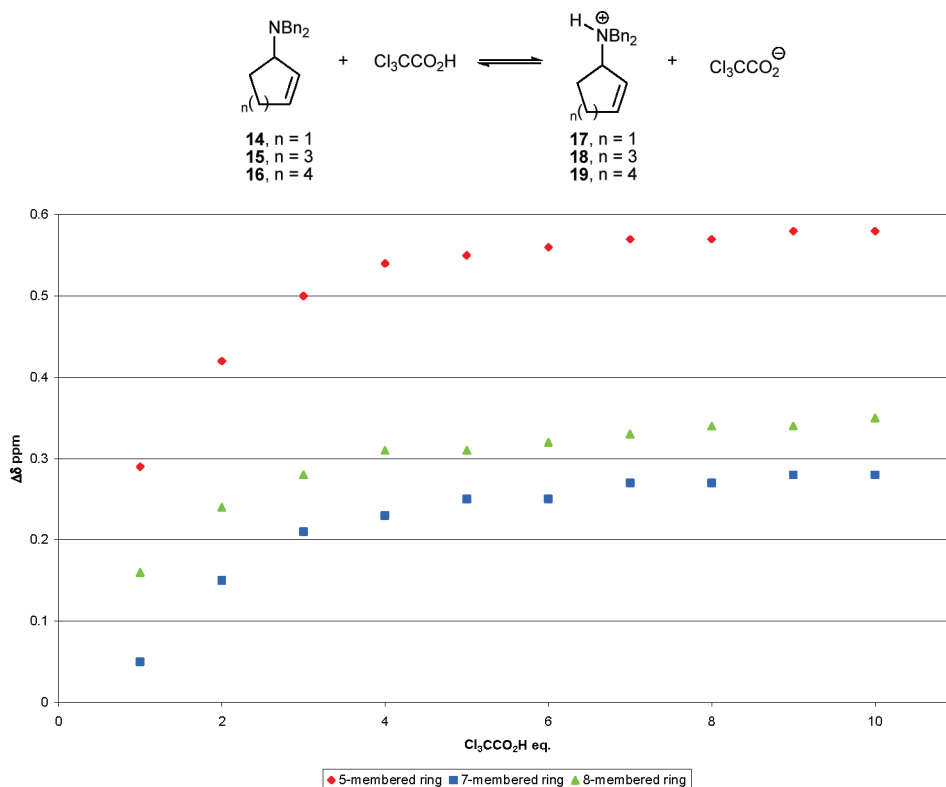 NBn₂ + Cl₃CCO₂H ⇌ H N⊕ Bn₂ + Cl₃CCO₂⊖
n( ) n( )
14, n = 1 17, n = 1
15, n = 3 18, n = 3
16, n = 4 19, n = 4
0.6
0.5
0.4
0.3
0.2
0.1
0
Δδ ppm
0 2 4 6 8 10
Cl₃CCO₂H eq.
5-membered ring 7-membered ring 8-membered ring